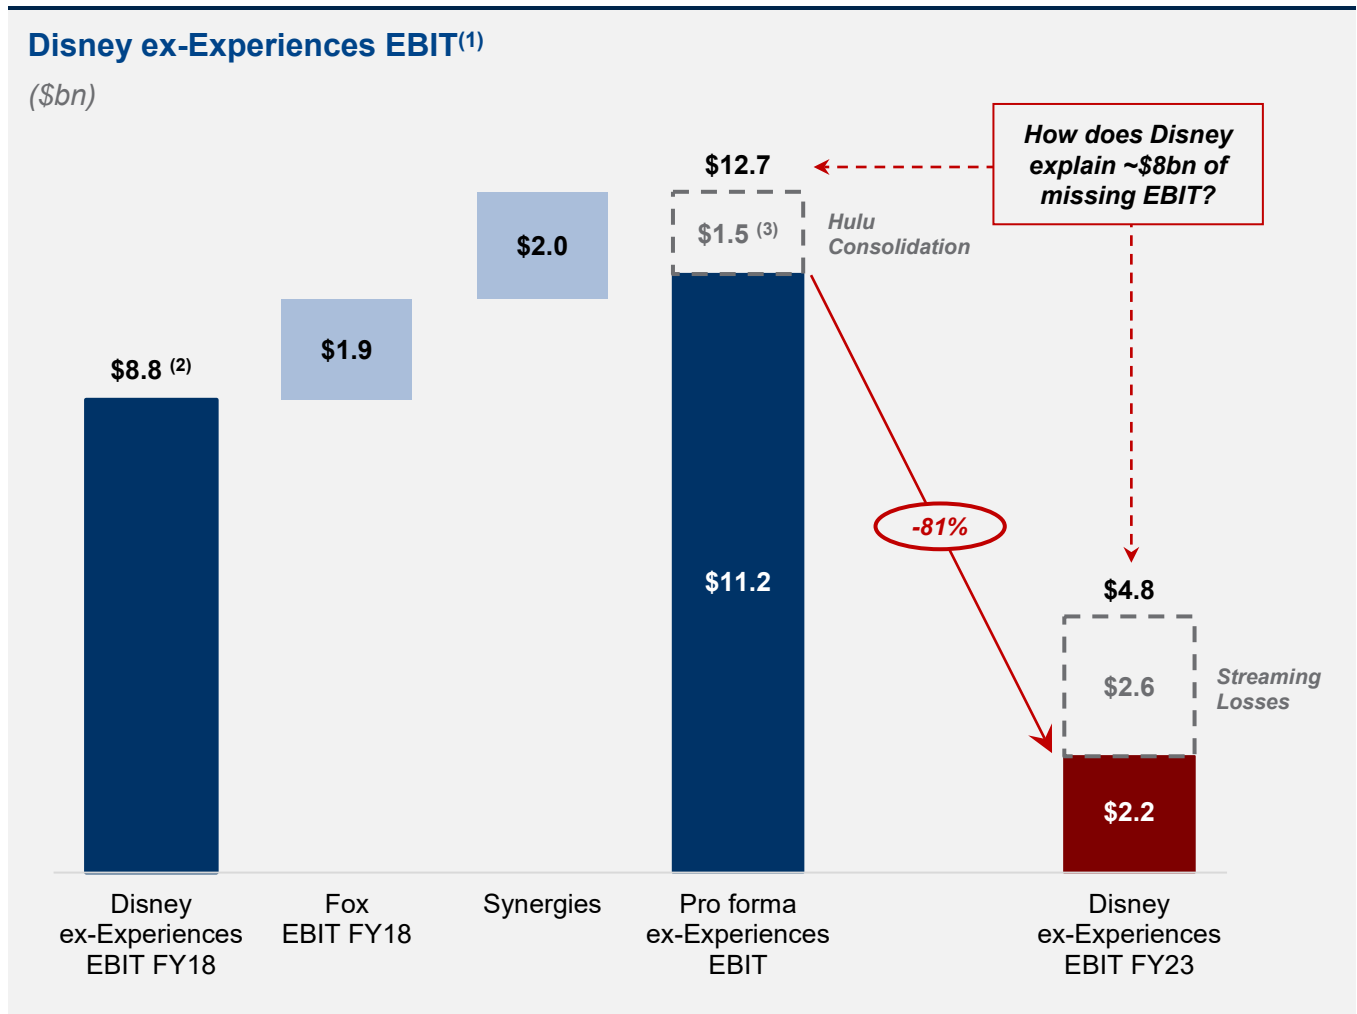 Disney ex-Experiences EBIT(1)
($bn)
How does Disney
explain ~$8bn of
missing EBIT?
$12.7
$1.5 (3)
Hulu
Consolidation
$2.0
$1.9
$8.8 (2)
-81%
$11.2
$4.8
$2.6
Streaming
Losses
$2.2
Disney
ex-Experiences
EBIT FY18
Fox
EBIT FY18
Synergies
Pro forma
ex-Experiences
EBIT
Disney
ex-Experiences
EBIT FY23